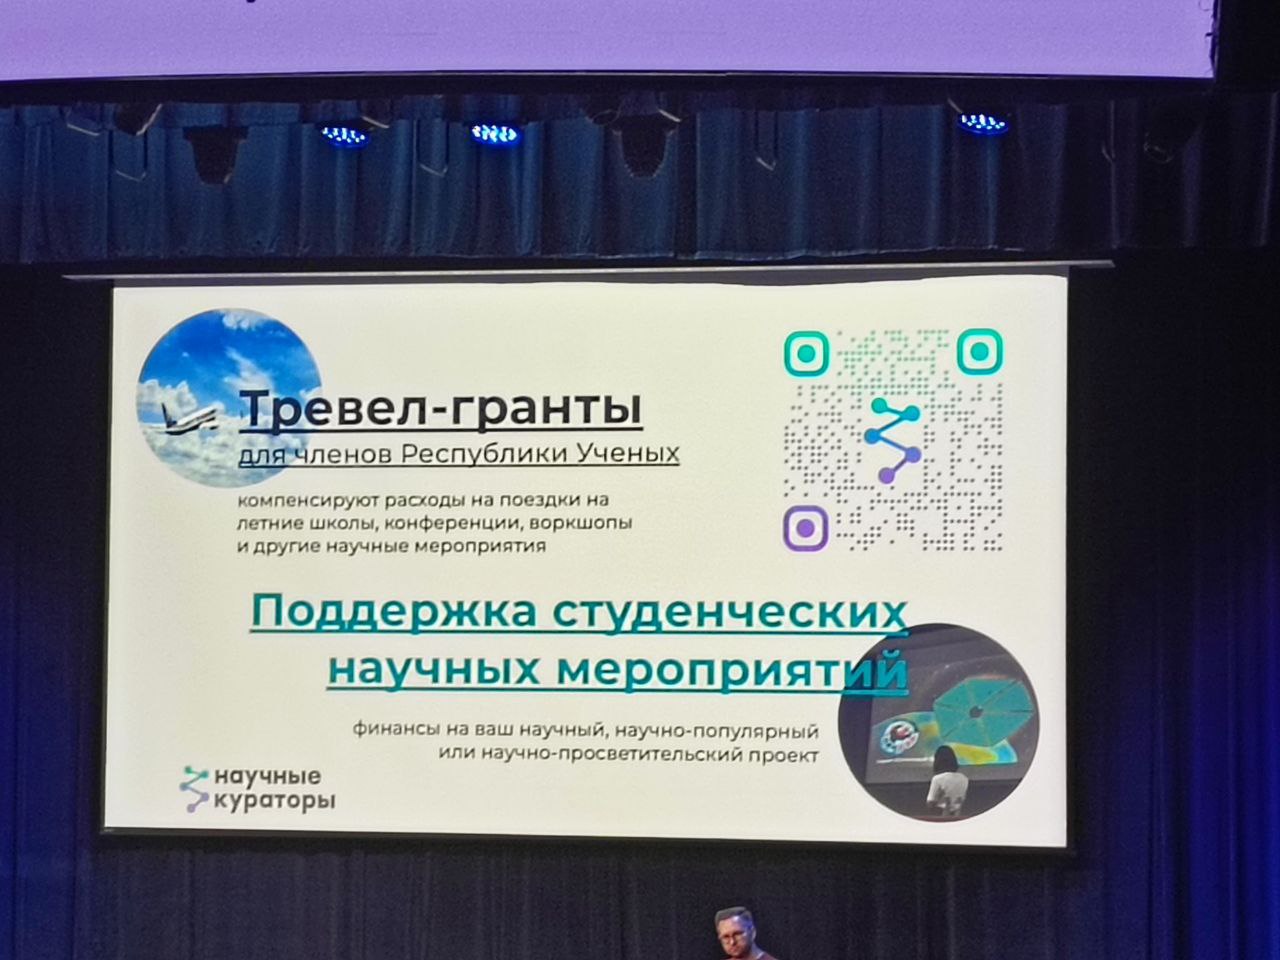 Тревел-гранты
для членов Республики Ученых
компенсируют расходы на поездки на
летние школы, конференции, воркшопы
и другие научные мероприятия
Поддержка студенческих
научных мероприятий
финансы на ваш научный, научно-популярный
или научно-просветительский проект
научные
кураторы